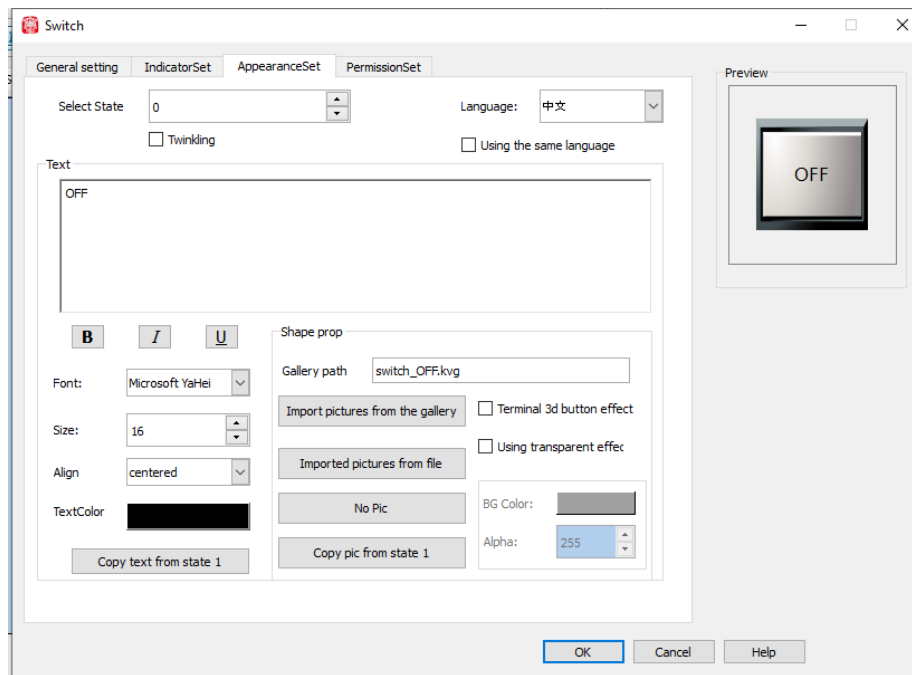 Switch
General setting
IndicatorSet
AppearanceSet
PermissionSet
Select State
0
Language:
中文
Twinkling
Using the same language
Text
OFF
B
I
U
Font:
Microsoft YaHei
Size:
16
Align
centered
TextColor
Copy text from state 1
Shape prop
Gallery path
switch_OFF.kvg
Import pictures from the gallery
Terminal 3d button effect
Imported pictures from file
Using transparent effec
No Pic
Copy pic from state 1
BG Color:
Alpha:
255
Preview
OFF
OK
Cancel
Help